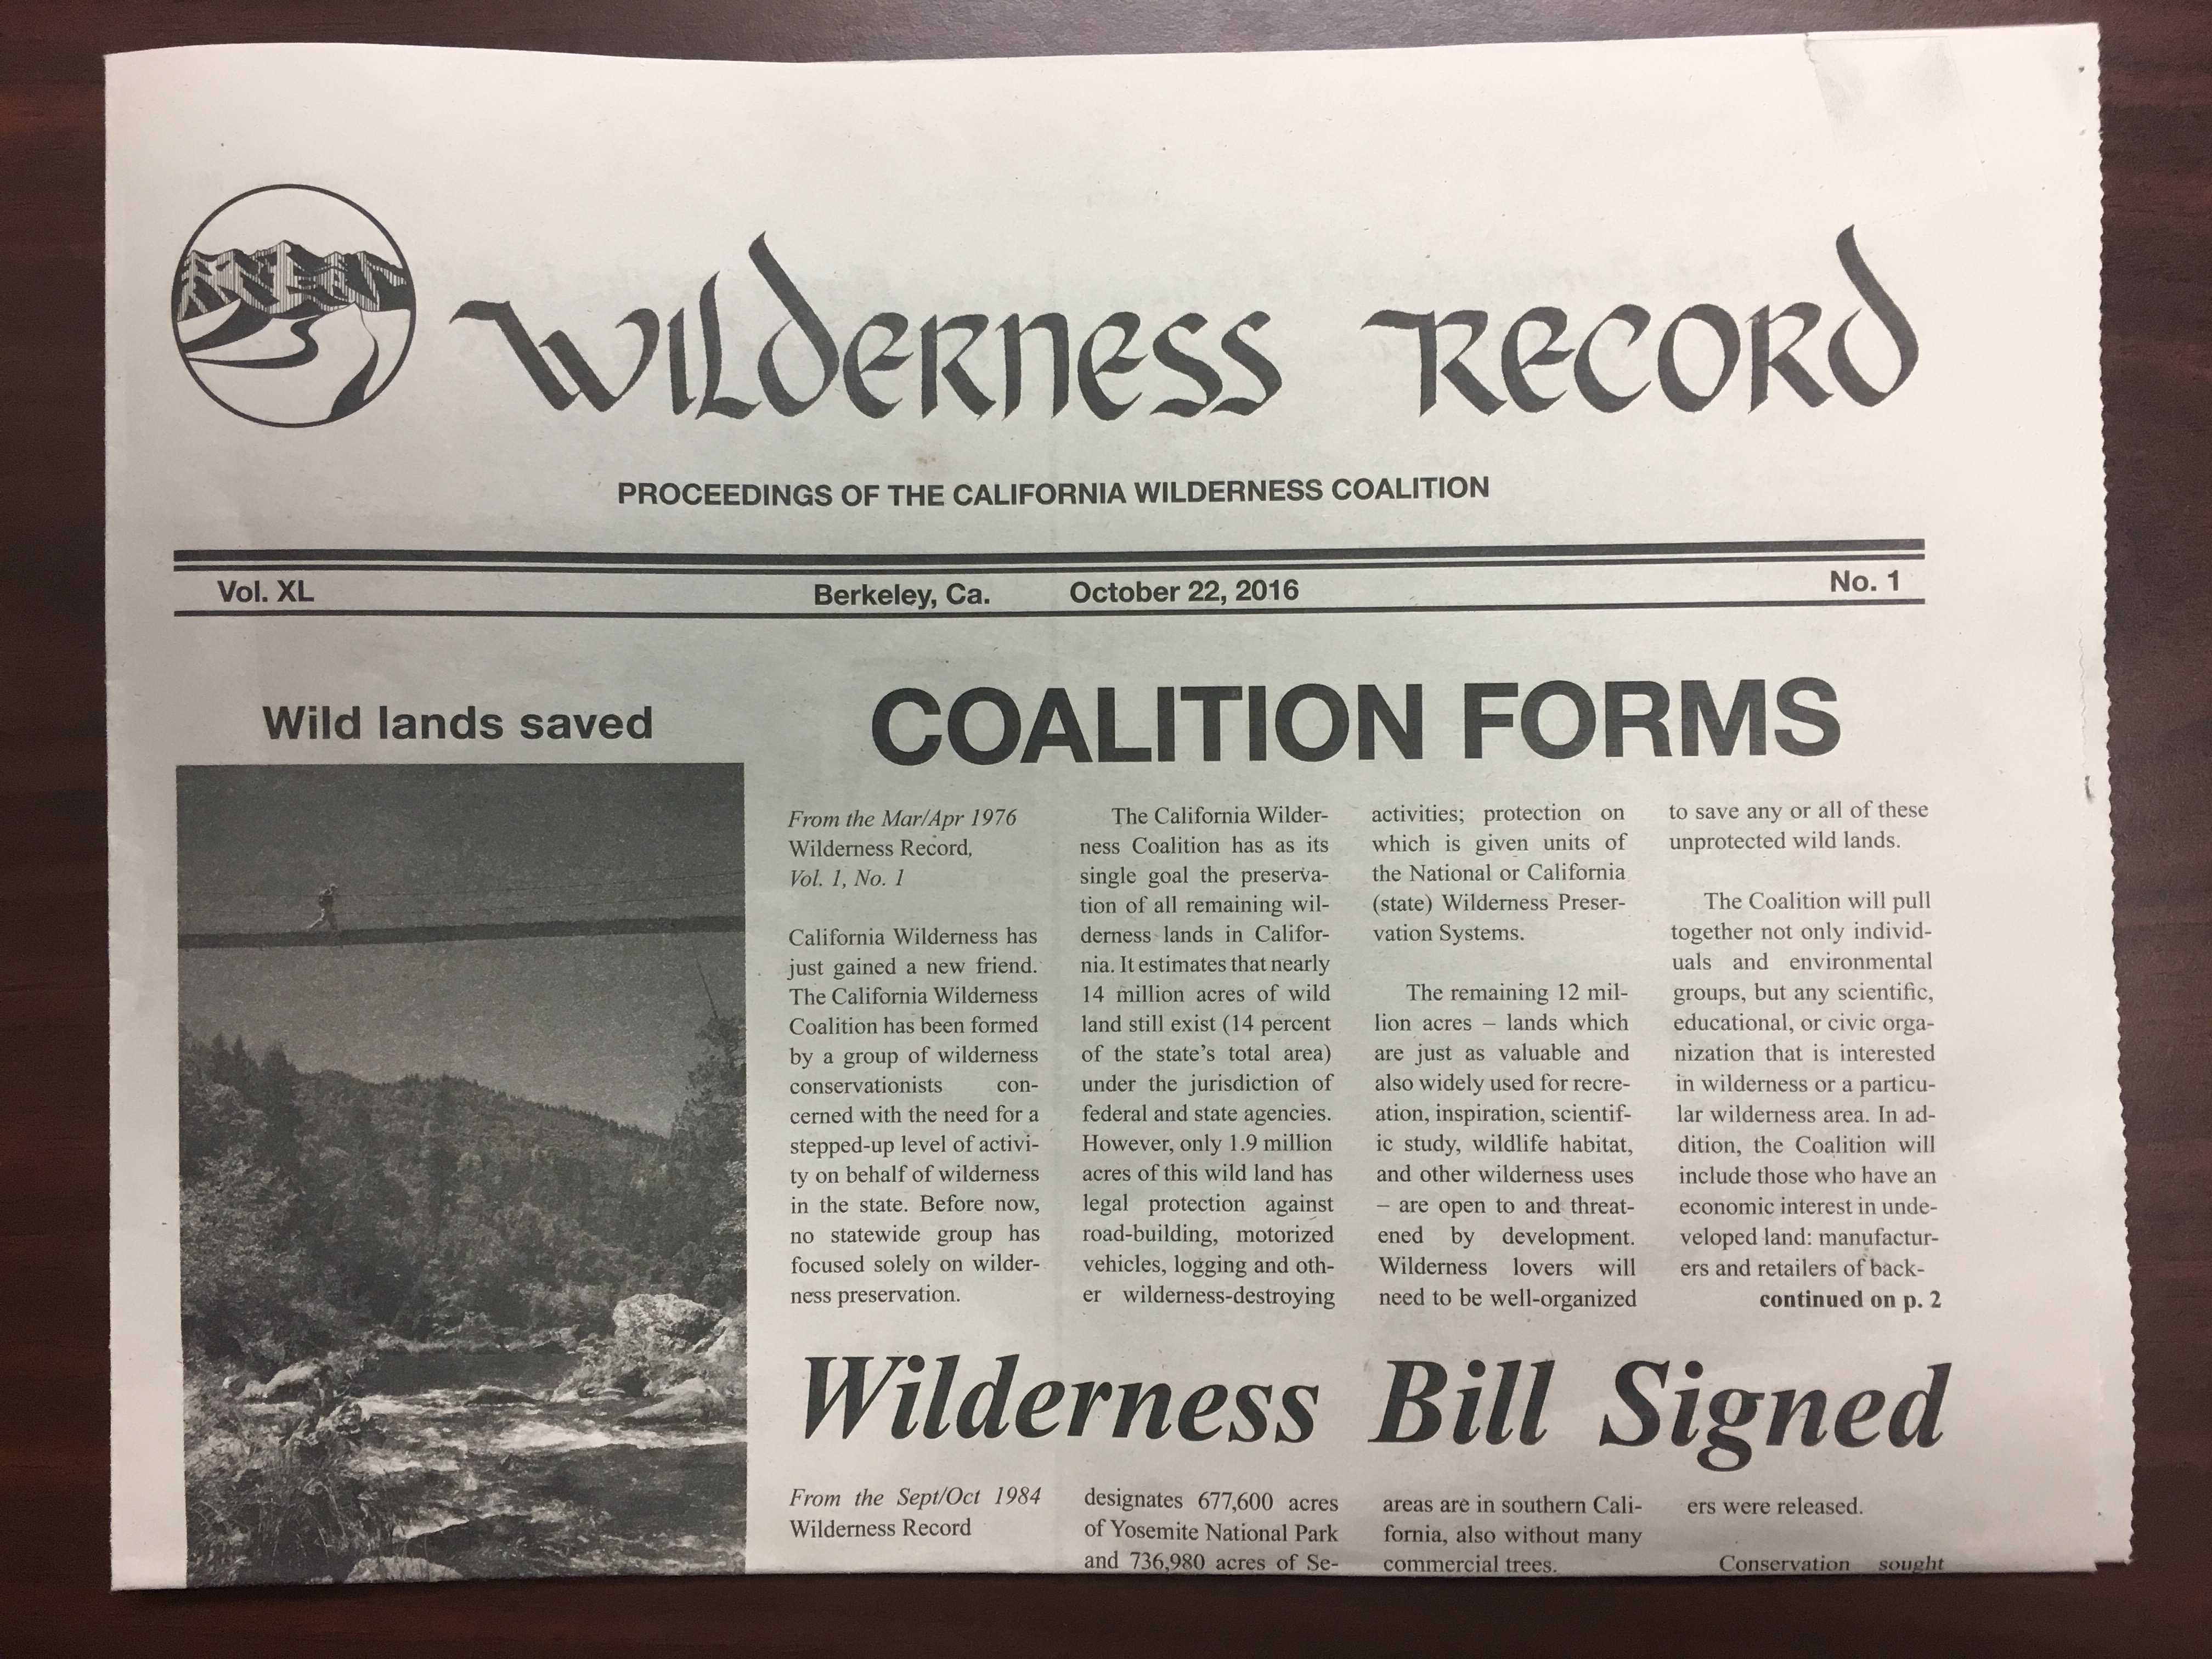 WILDERNESS RECORD
PROCEEDINGS OF THE CALIFORNIA WILDERNESS COALITION
Vol. XL Berkeley, Ca. October 22, 2016 No. 1
Wild lands saved
COALITION FORMS
From the Mar/Apr 1976
Wilderness Record,
Vol. 1, No. 1
California Wilderness has
just gained a new friend.
The California Wilderness
Coalition has been formed
by a group of wilderness
conservationists con-
cerned with the need for a
stepped-up level of activi-
ty on behalf of wilderness
in the state. Before now,
no statewide group has
focused solely on wilder-
ness preservation.
The California Wilder-
ness Coalition has as its
single goal the preserva-
tion of all remaining wil-
derness lands in Califor-
nia. It estimates that nearly
14 million acres of wild
land still exist (14 percent
of the state's total area)
under the jurisdiction of
federal and state agencies.
However, only 1.9 million
acres of this wild land has
legal protection against
road-building, motorized
vehicles, logging and oth-
er wilderness-destroying
activities; protection on
which is given units of
the National or California
(state) Wilderness Preser-
vation Systems.
The remaining 12 mil-
lion acres – lands which
are just as valuable and
also widely used for recre-
ation, inspiration, scientif-
ic study, wildlife habitat,
and other wilderness uses
– are open to and threat-
ened by development.
Wilderness lovers will
need to be well-organized
to save any or all of these
unprotected wild lands.
The Coalition will pull
together not only individ-
uals and environmental
groups, but any scientific,
educational, or civic orga-
nization that is interested
in wilderness or a particu-
lar wilderness area. In ad-
dition, the Coalition will
include those who have an
economic interest in unde-
veloped land: manufactur-
ers and retailers of back-
continued on p. 2
Wilderness Bill Signed
From the Sept/Oct 1984
Wilderness Record
designates 677,600 acres
of Yosemite National Park
and 736,980 acres of Se-
areas are in southern Cali-
fornia, also without many
commercial trees.
ers were released.
Conservation sought